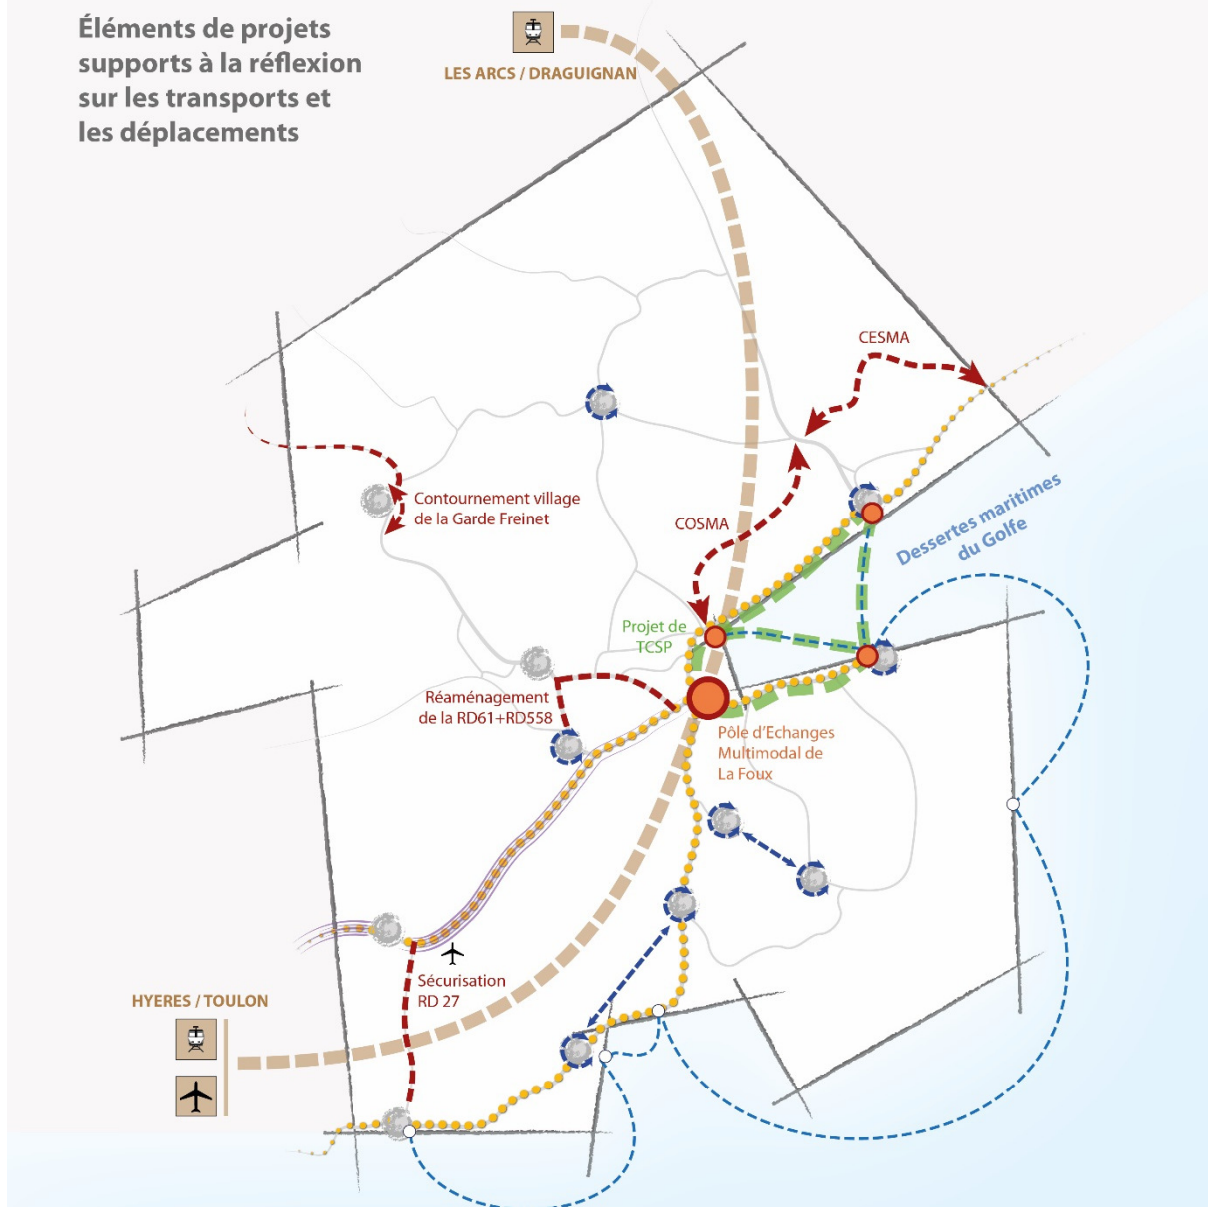 Éléments de projets
supports à la réflexion
sur les transports et
les déplacements
LES ARCS / DRAGUIGNAN
CESMA
Contournement village
de la Garde Freinet
COSMA
Dessertes maritimes
du Golfe
Projet de
TCSP
Réaménagement
de la RD61+RD558
Pôle d'Echanges
Multimodal de
La Foux
Sécurisation
RD 27
HYERES / TOULON